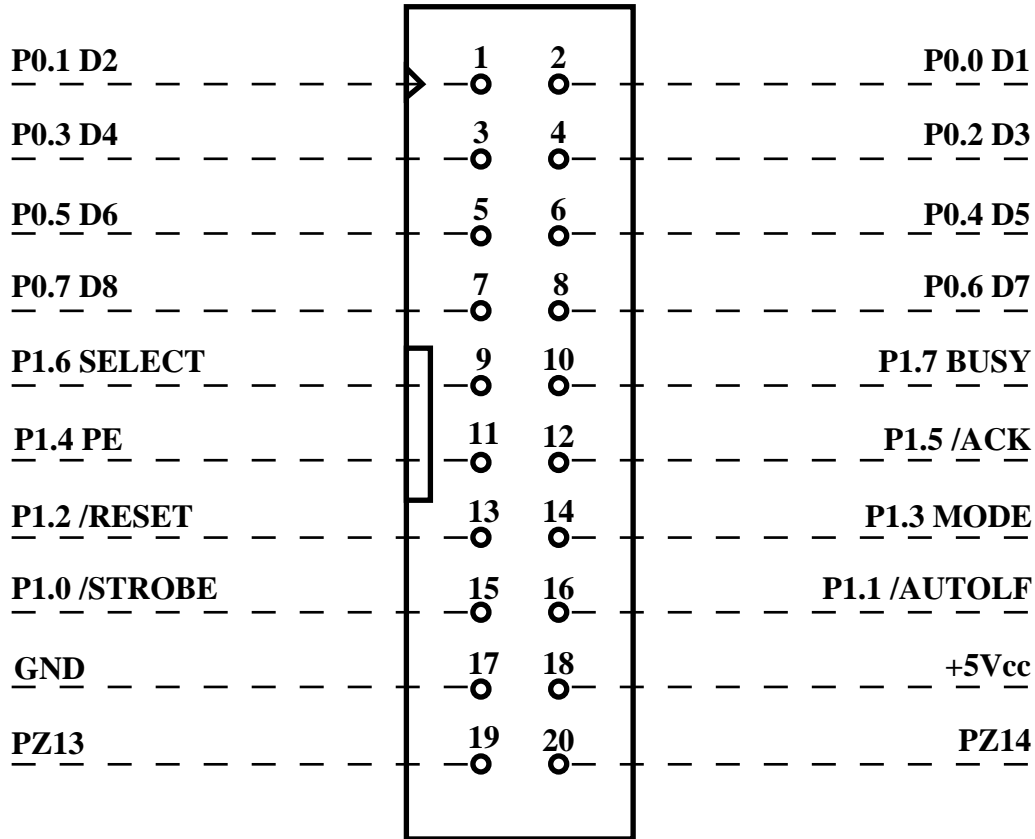 P0.1 D2 1 2 P0.0 D1
P0.3 D4 3 4 P0.2 D3
P0.5 D6 5 6 P0.4 D5
P0.7 D8 7 8 P0.6 D7
P1.6 SELECT 9 10 P1.7 BUSY
P1.4 PE 11 12 P1.5 /ACK
P1.2 /RESET 13 14 P1.3 MODE
P1.0 /STROBE 15 16 P1.1 /AUTOLF
GND 17 18 +5Vcc
PZ13 19 20 PZ14